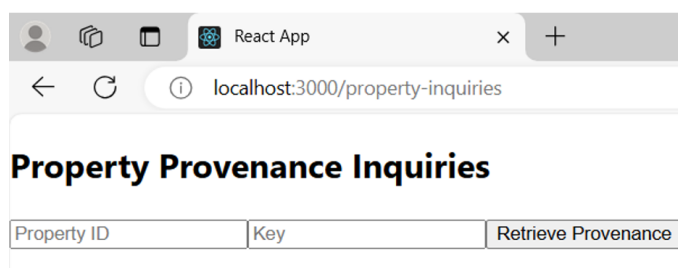 React App
localhost:3000/property-inquiries
Property Provenance Inquiries
Property ID Key Retrieve Provenance